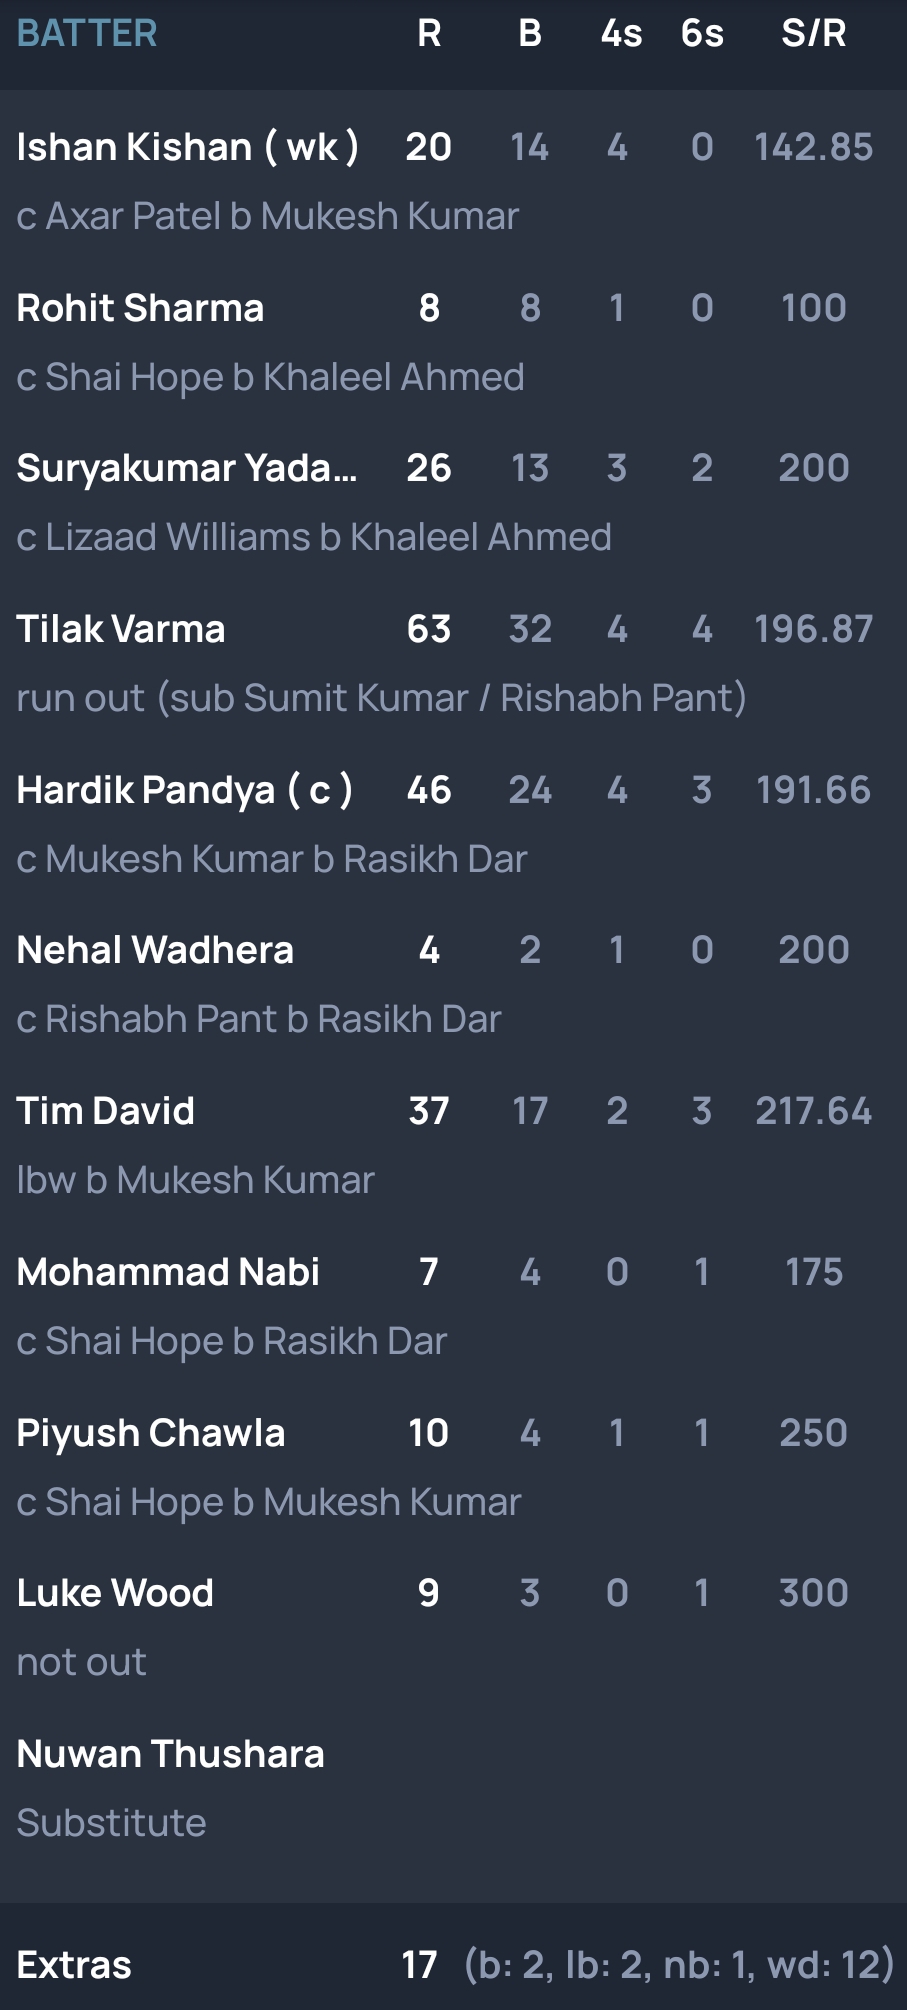 BATTER R B 4s 6s S/R
Ishan Kishan ( wk ) 20 14 4 0 142.85
c Axar Patel b Mukesh Kumar
Rohit Sharma 8 8 1 0 100
c Shai Hope b Khaleel Ahmed
Suryakumar Yada... 26 13 3 2 200
c Lizaad Williams b Khaleel Ahmed
Tilak Varma 63 32 4 4 196.87
run out (sub Sumit Kumar / Rishabh Pant)
Hardik Pandya ( c ) 46 24 4 3 191.66
c Mukesh Kumar b Rasikh Dar
Nehal Wadhera 4 2 1 0 200
c Rishabh Pant b Rasikh Dar
Tim David 37 17 2 3 217.64
lbw b Mukesh Kumar
Mohammad Nabi 7 4 0 1 175
c Shai Hope b Rasikh Dar
Piyush Chawla 10 4 1 1 250
c Shai Hope b Mukesh Kumar
Luke Wood 9 3 0 1 300
not out
Nuwan Thushara
Substitute
Extras 17 (b: 2, lb: 2, nb: 1, wd: 12)